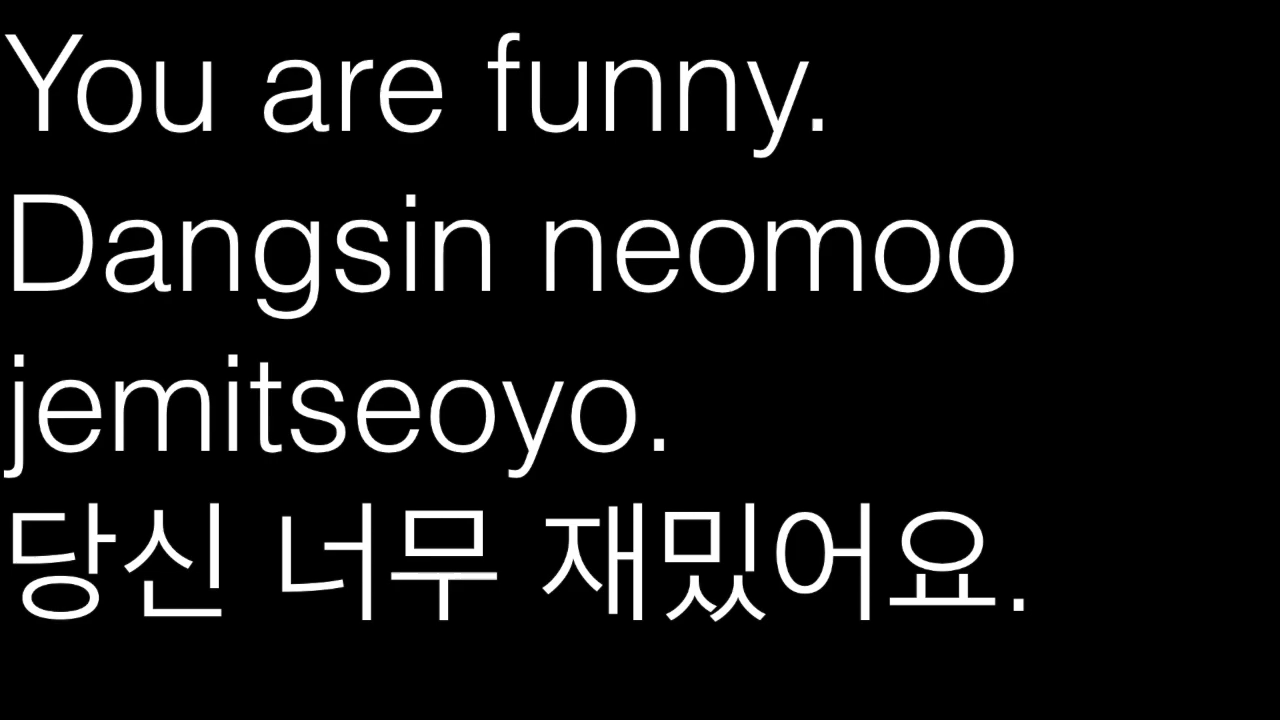 You are funny.
Dangsin neomoo
jemitseoyo.
당신 너무 재밌어요.